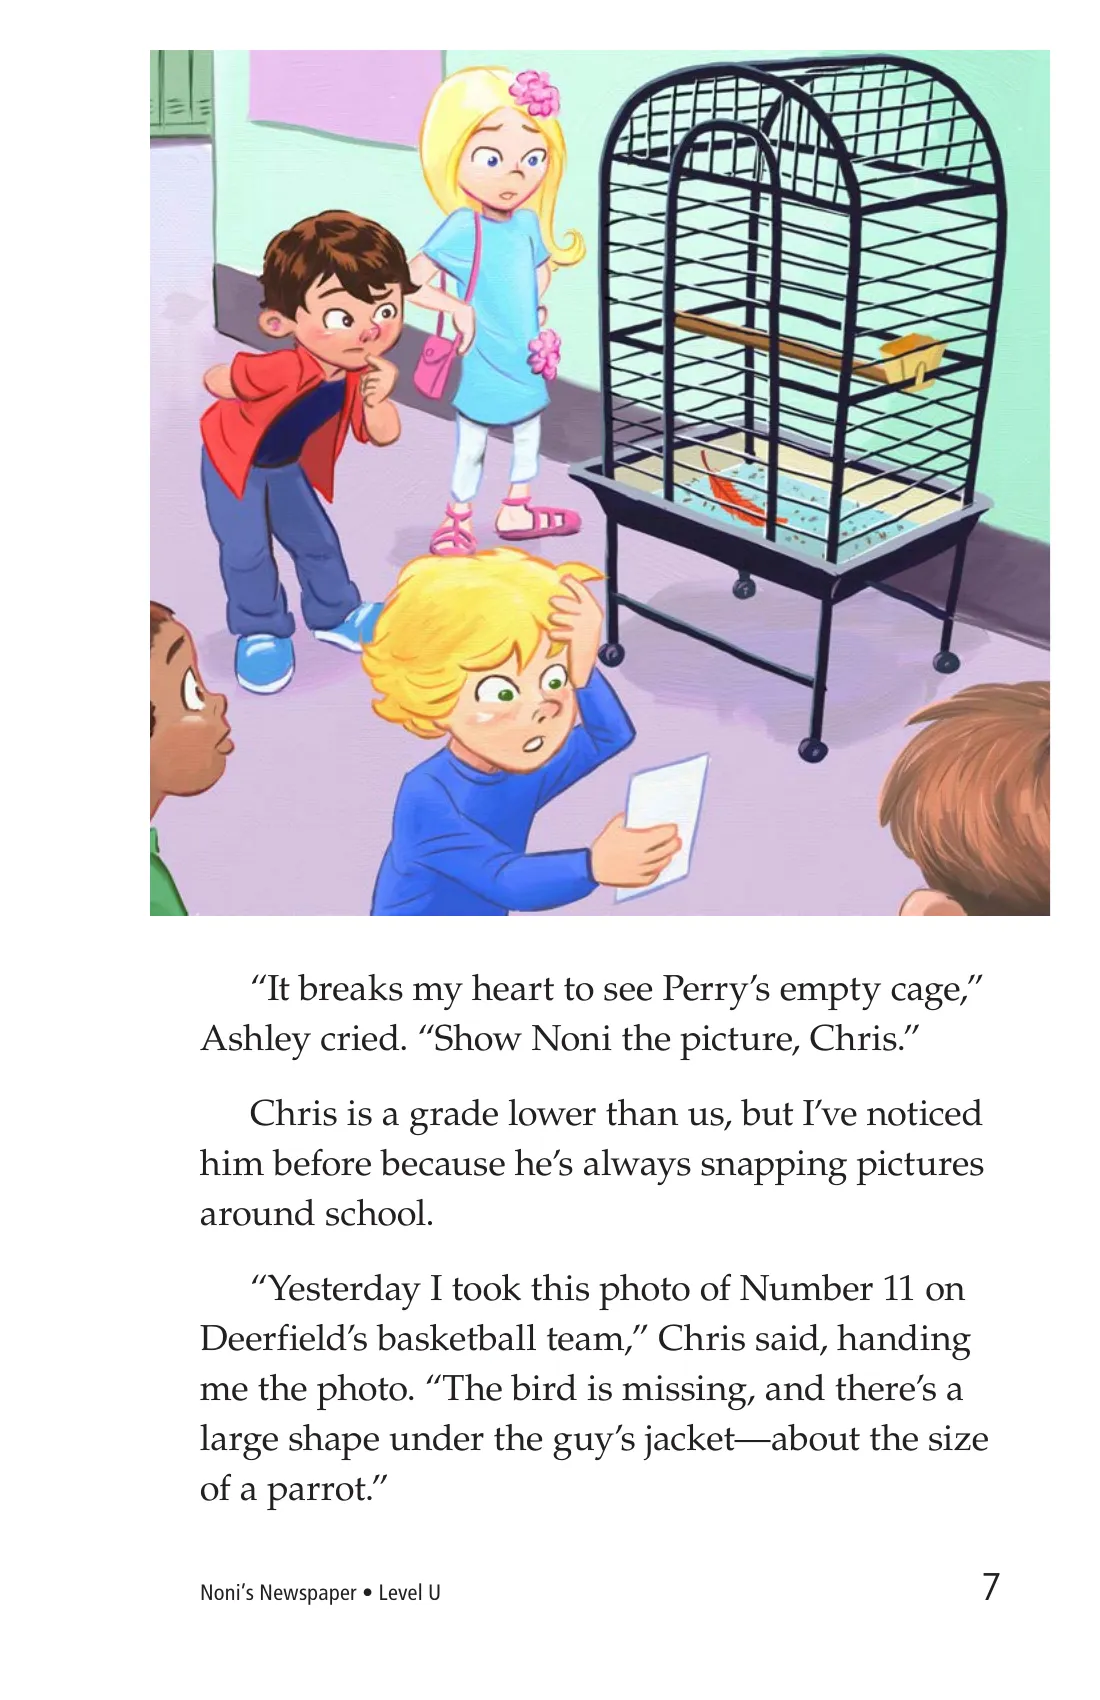 “It breaks my heart to see Perry’s empty cage,”
Ashley cried. “Show Noni the picture, Chris.”
Chris is a grade lower than us, but I’ve noticed
him before because he’s always snapping pictures
around school.
“Yesterday I took this photo of Number 11 on
Deerfield’s basketball team,” Chris said, handing
me the photo. “The bird is missing, and there’s a
large shape under the guy’s jacket—about the size
of a parrot.”
Noni’s Newspaper • Level U
7